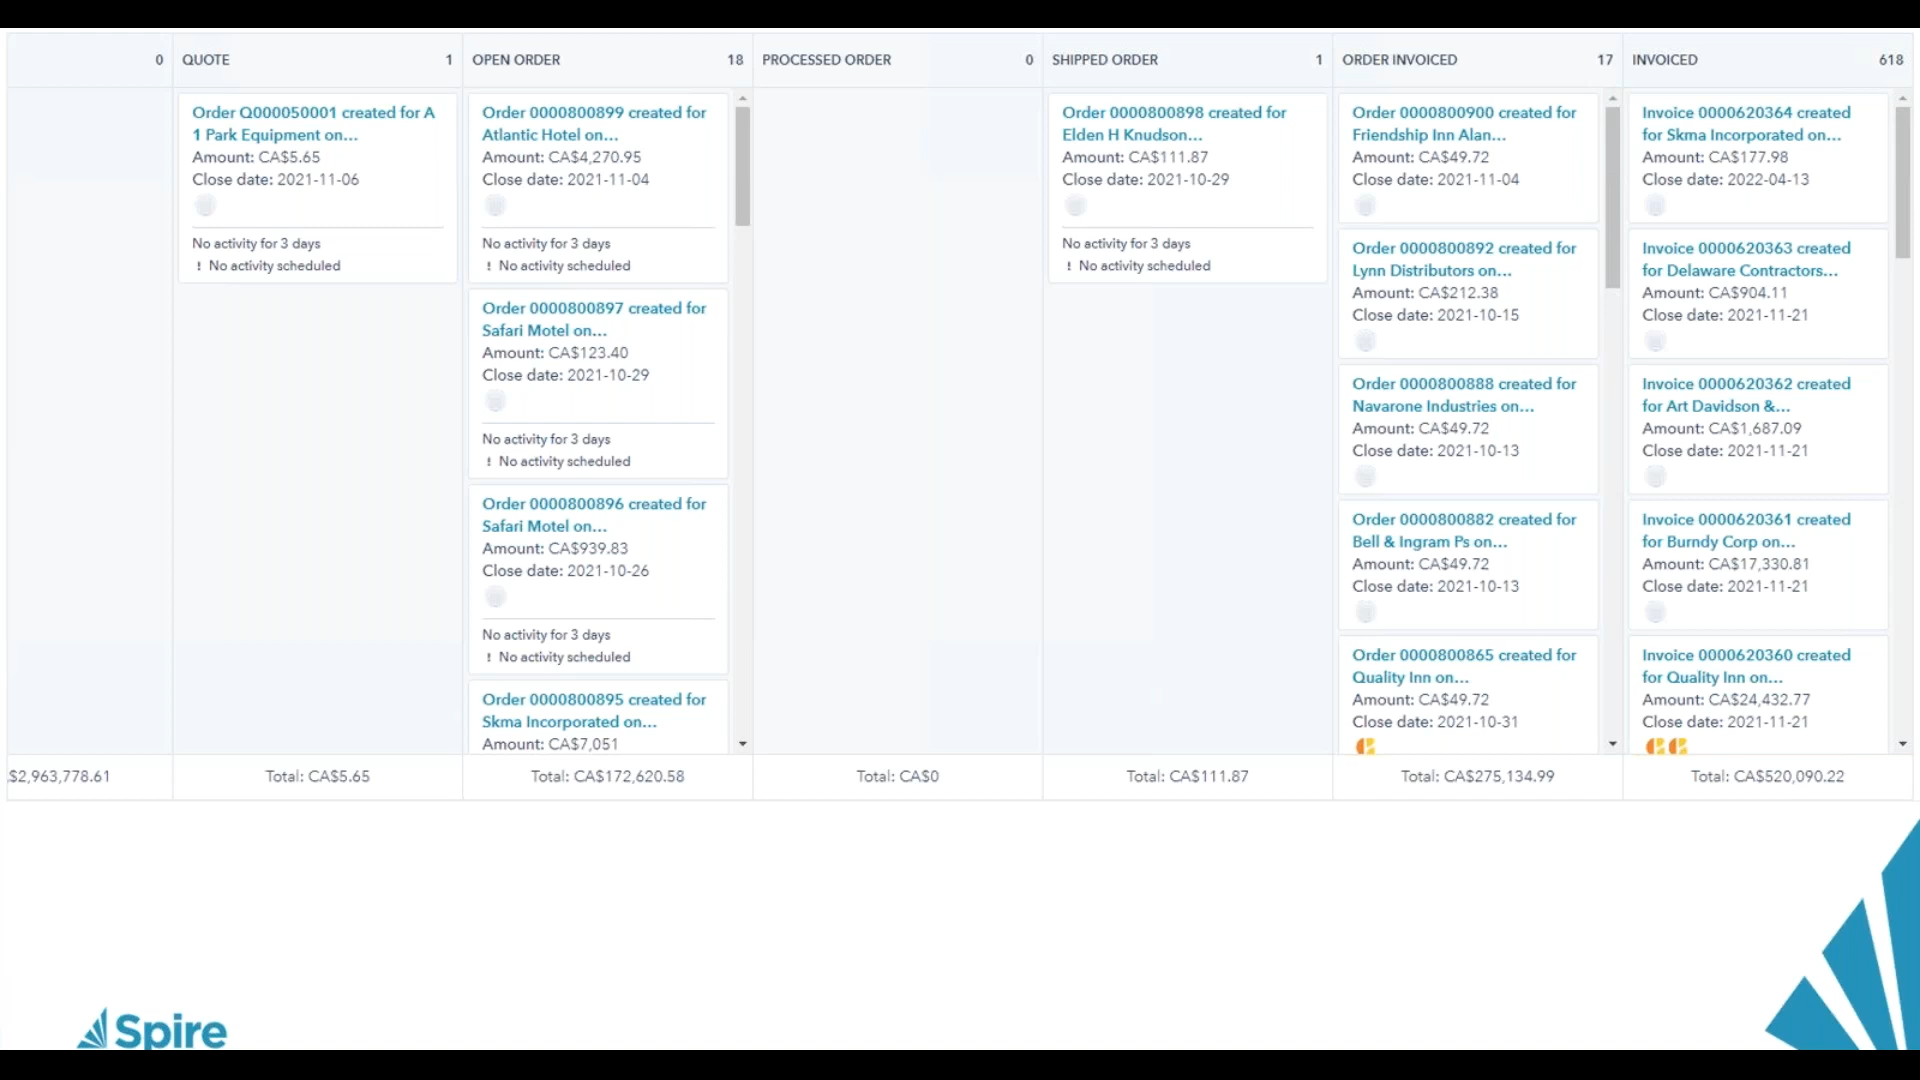 0
QUOTE 1
OPEN ORDER 18
PROCESSED ORDER 0
SHIPPED ORDER 1
ORDER INVOICED 17
INVOICED 618
Order Q000050001 created for A
1 Park Equipment on...
Amount: CA$5.65
Close date: 2021-11-06
No activity for 3 days
! No activity scheduled
Order 0000800899 created for
Atlantic Hotel on...
Amount: CA$4,270.95
Close date: 2021-11-04
No activity for 3 days
! No activity scheduled
Order 0000800897 created for
Safari Motel on...
Amount: CA$123.40
Close date: 2021-10-29
No activity for 3 days
! No activity scheduled
Order 0000800896 created for
Safari Motel on...
Amount: CA$939.83
Close date: 2021-10-26
No activity for 3 days
! No activity scheduled
Order 0000800895 created for
Skma Incorporated on...
Amount: CA$7,051
Order 0000800898 created for
Elden H Knudson...
Amount: CA$111.87
Close date: 2021-10-29
No activity for 3 days
! No activity scheduled
Order 0000800900 created for
Friendship Inn Alan...
Amount: CA$49.72
Close date: 2021-11-04
Order 0000800892 created for
Lynn Distributors on...
Amount: CA$212.38
Close date: 2021-10-15
Order 0000800888 created for
Navarone Industries on...
Amount: CA$49.72
Close date: 2021-10-13
Order 0000800882 created for
Bell & Ingram Ps on...
Amount: CA$49.72
Close date: 2021-10-13
Order 0000800865 created for
Quality Inn on...
Amount: CA$49.72
Close date: 2021-10-31
Invoice 0000620364 created
for Skma Incorporated on...
Amount: CA$177.98
Close date: 2022-04-13
Invoice 0000620363 created
for Delaware Contractors...
Amount: CA$904.11
Close date: 2021-11-21
Invoice 0000620362 created
for Art Davidson &...
Amount: CA$1,687.09
Close date: 2021-11-21
Invoice 0000620361 created
for Burndy Corp on...
Amount: CA$17,330.81
Close date: 2021-11-21
Invoice 0000620360 created
for Quality Inn on...
Amount: CA$24,432.77
Close date: 2021-11-21
$2,963,778.61
Total: CA$5.65
Total: CA$172,620.58
Total: CA$0
Total: CA$111.87
Total: CA$275,134.99
Total: CA$520,090.22
Spire